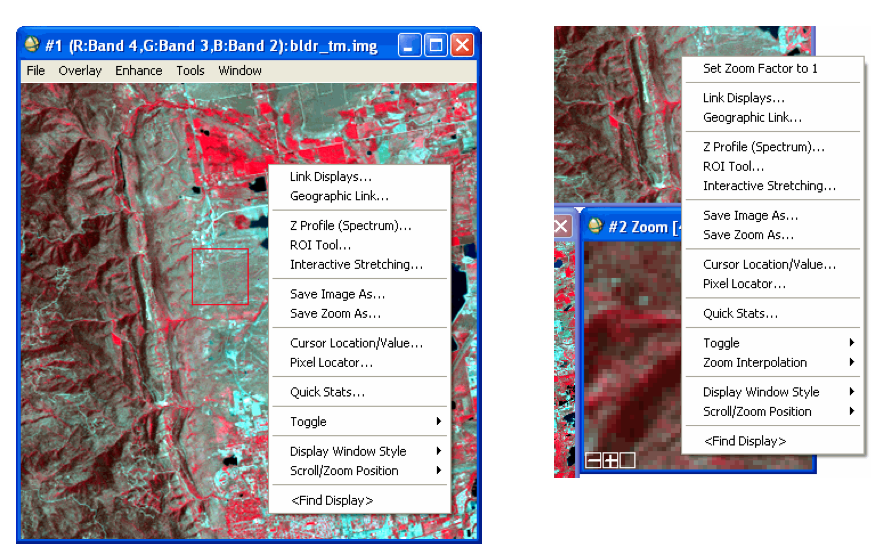 #1 (R:Band 4,G:Band 3,B:Band 2):bldr_tm.img
File Overlay Enhance Tools Window
Link Displays...
Geographic Link...
Z Profile (Spectrum)...
ROI Tool...
Interactive Stretching...
Save Image As...
Save Zoom As...
Cursor Location/Value...
Pixel Locator...
Quick Stats...
Toggle
Display Window Style
Scroll/Zoom Position
<Find Display>
Set Zoom Factor to 1
Link Displays...
Geographic Link...
Z Profile (Spectrum)...
ROI Tool...
Interactive Stretching...
Save Image As...
Save Zoom As...
Cursor Location/Value...
Pixel Locator...
Quick Stats...
Toggle
Zoom Interpolation
Display Window Style
Scroll/Zoom Position
<Find Display>
#2 Zoom [